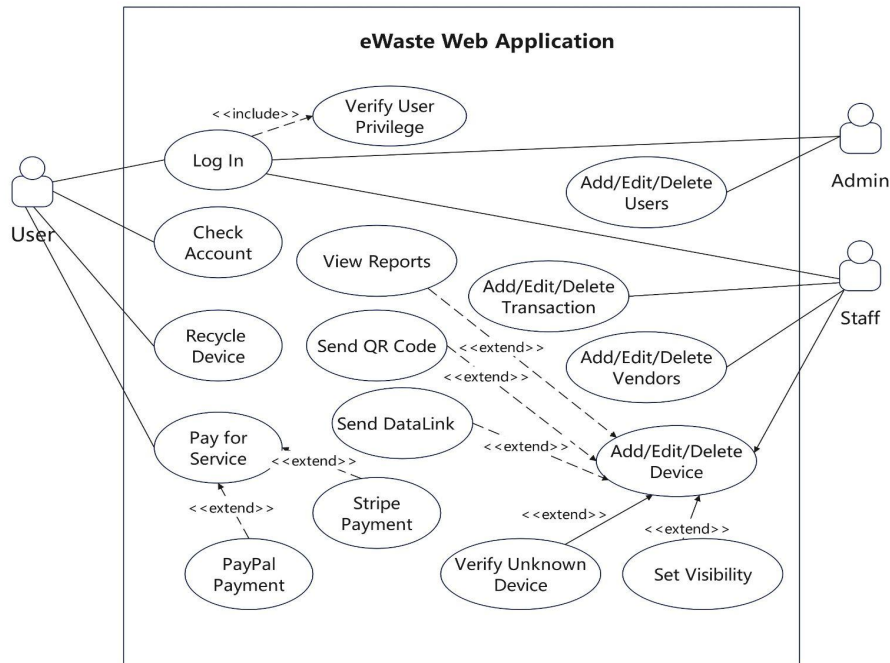 eWaste Web Application
<<include>>
Verify User
Privilege
Log In
Admin
Add/Edit/Delete
Users
User
Check
Account
View Reports
Add/Edit/Delete
Transaction
Staff
Recycle
Device
Send QR Code
<<extend>>
<<extend>>
Add/Edit/Delete
Vendors
Send DataLink
<<extend>>
Pay for
Service
<<extend>>
Add/Edit/Delete
Device
Stripe
Payment
<<extend>>
<<extend>>
<<extend>>
PayPal
Payment
Verify Unknown
Device
Set Visibility